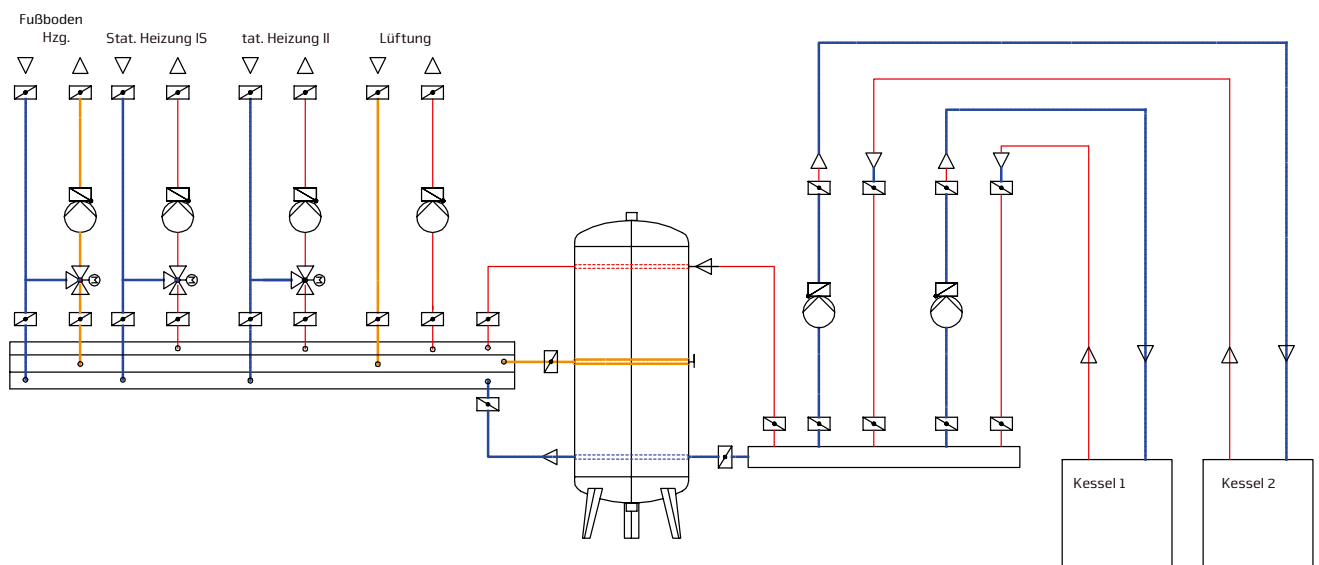 Fußboden
Hzg.
Stat. Heizung IS
tat. Heizung II
Lüftung
M
M
M
Kessel 1
Kessel 2